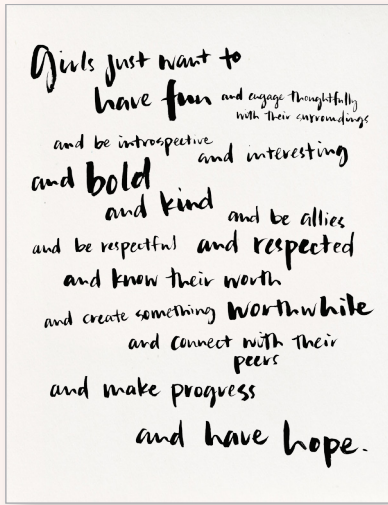 Girls just want to
have fun and engage thoughtfully
with their surroundings
and be introspective
and interesting
and bold
and kind
and be allies
and be respectful and respected
and know their worth
and create something worthwhile
and connect with their
peers
and make progress
and have hope.